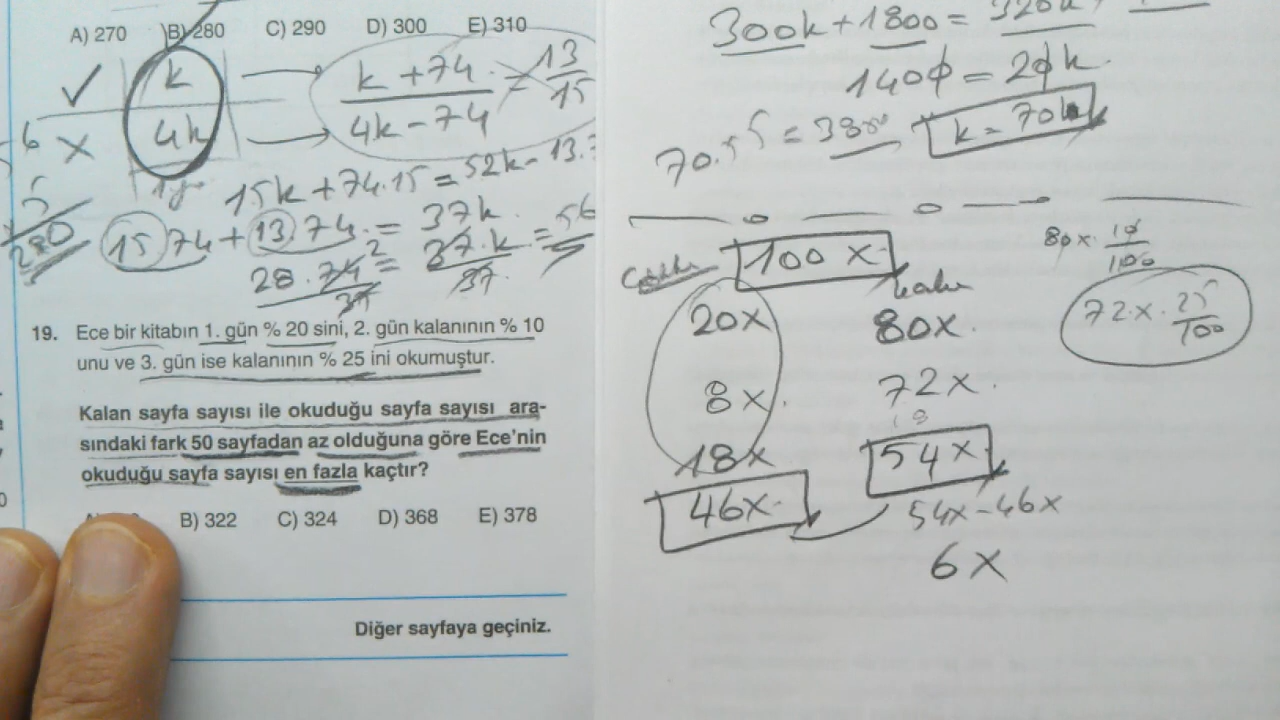 A) 270 B) 280 C) 290 D) 300 E) 310
✓ k
k + 74 / 4k - 74 = 13/15
x 4k
15k + 74.15 = 52k - 13.
15 74 + 13 74 = 37k
28.74 / 37 = 37.k / 37 = 56
280
19. Ece bir kitabın 1. gün % 20 sini, 2. gün kalanının % 10
unu ve 3. gün ise kalanının % 25 ini okumuştur.
Kalan sayfa sayısı ile okuduğu sayfa sayısı ara-
sındaki fark 50 sayfadan az olduğuna göre Ece'nin
okuduğu sayfa sayısı en fazla kaçtır?
B) 322 C) 324 D) 368 E) 378
Diğer sayfaya geçiniz.
300k + 1800 = 320k
1400 = 20k
k = 70
100 x
80x. 10/100
20x 80x.
72x. 25/100
8x. 72x.
18x 54x
46x 54x-46x
6x